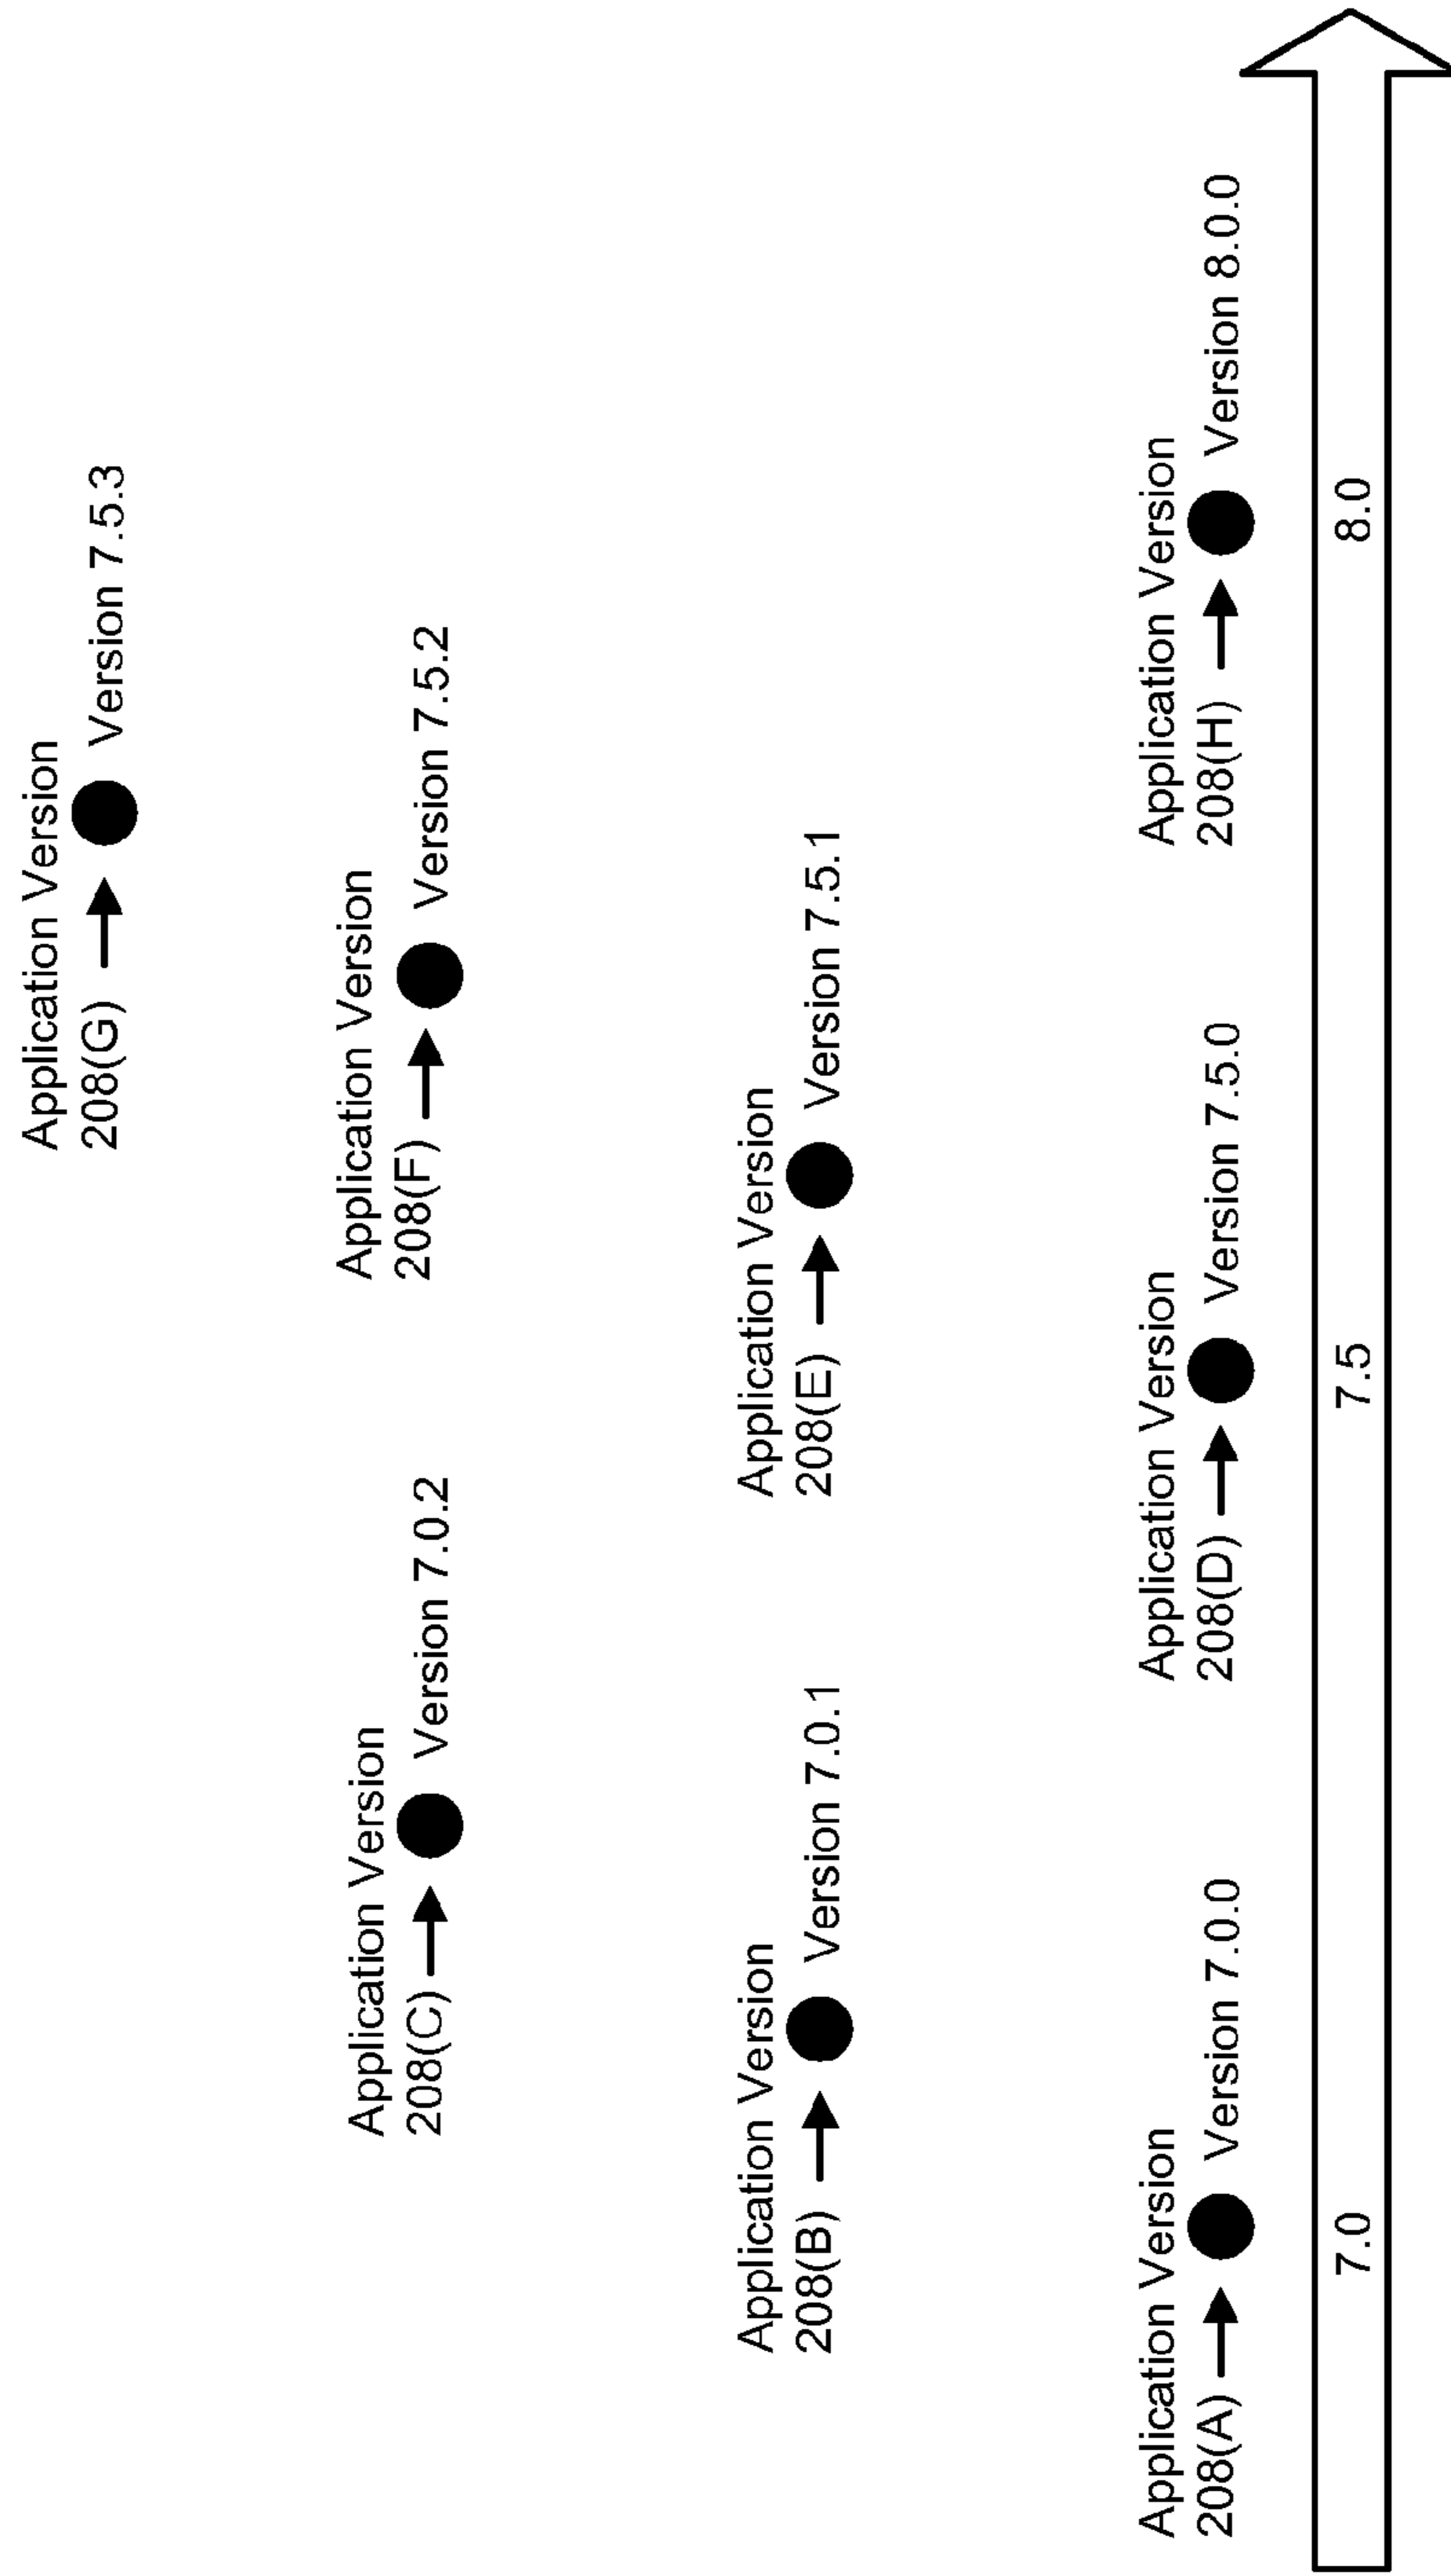 Application Version
208(G)
Version 7.5.3
Application Version
208(C)
Version 7.0.2
Application Version
208(F)
Version 7.5.2
Application Version
208(B)
Version 7.0.1
Application Version
208(E)
Version 7.5.1
Application Version
208(A)
Version 7.0.0
Application Version
208(D)
Version 7.5.0
Application Version
208(H)
Version 8.0.0
7.0
7.5
8.0